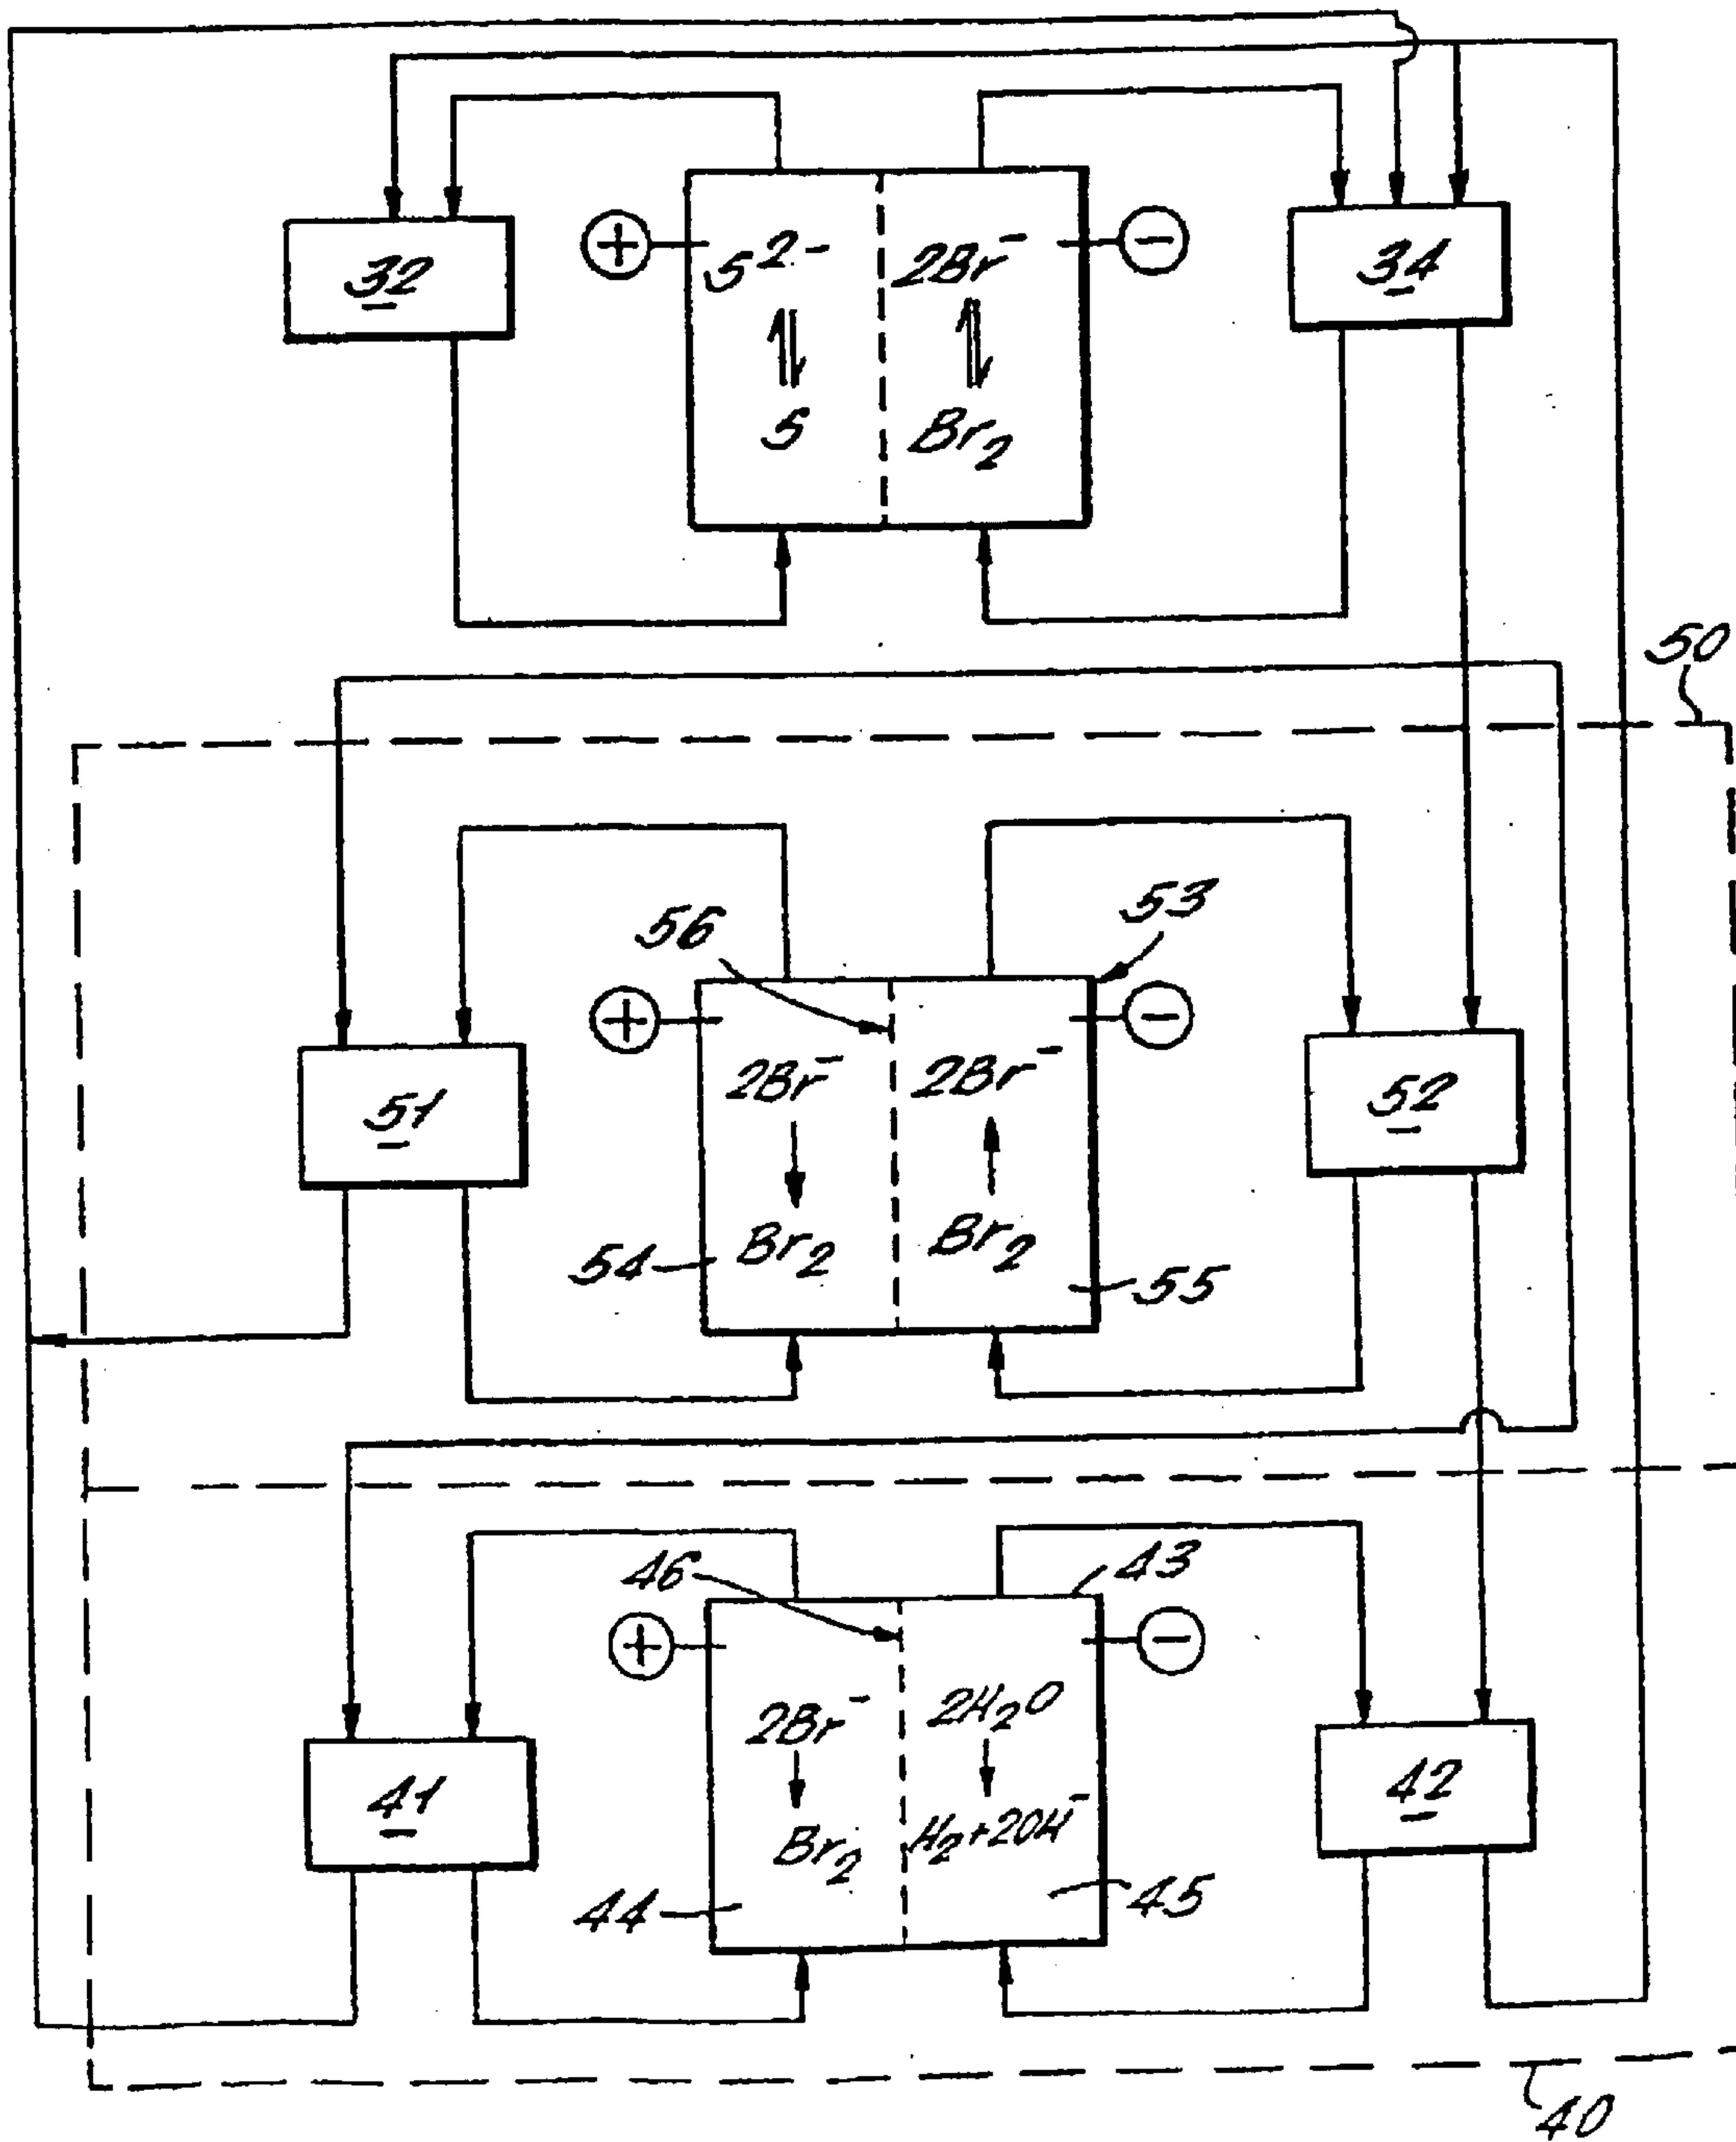 32
+
S²⁻
⇌
S
2Br⁻
⇌
Br₂
−
34
50
56
53
51
+
2Br⁻
↓
Br₂
2Br⁻
↑
Br₂
−
52
54
55
46
43
41
+
2Br⁻
↓
Br₂
2H₂O
↓
H₂+2OH⁻
−
42
44
45
40